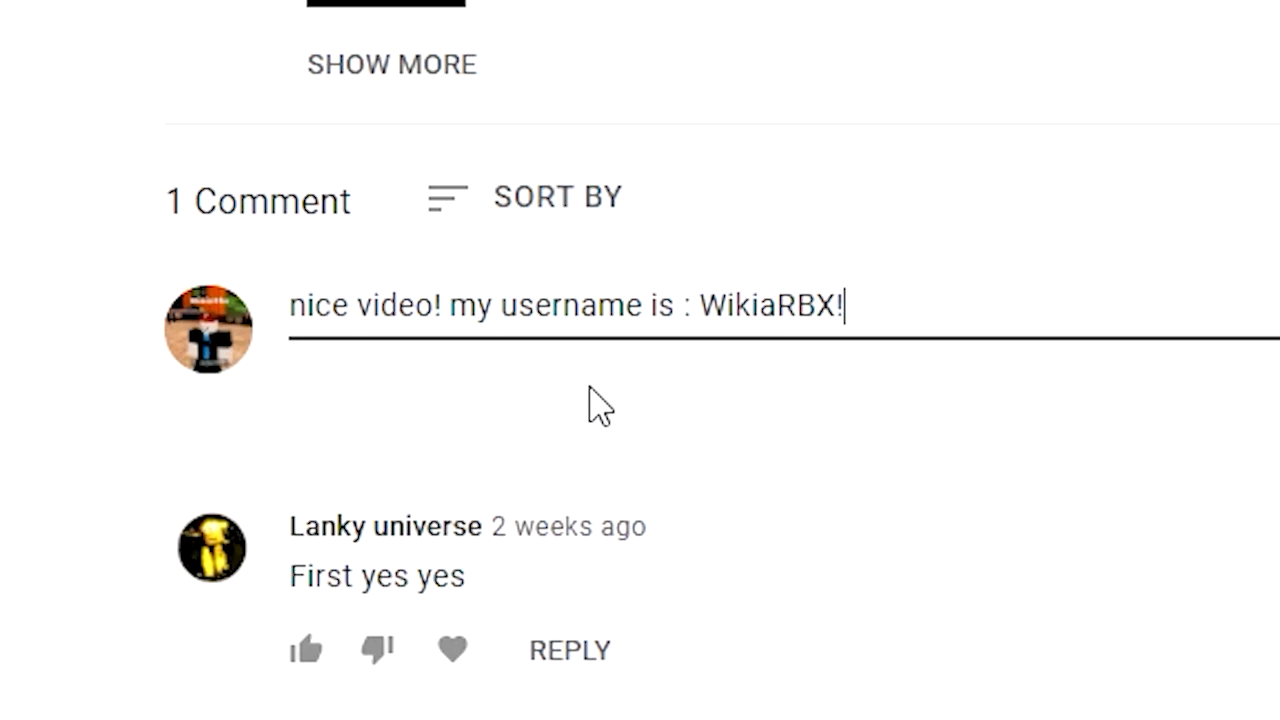 SHOW MORE
1 Comment
SORT BY
nice video! my username is : WikiaRBX!
Lanky universe 2 weeks ago
First yes yes
REPLY